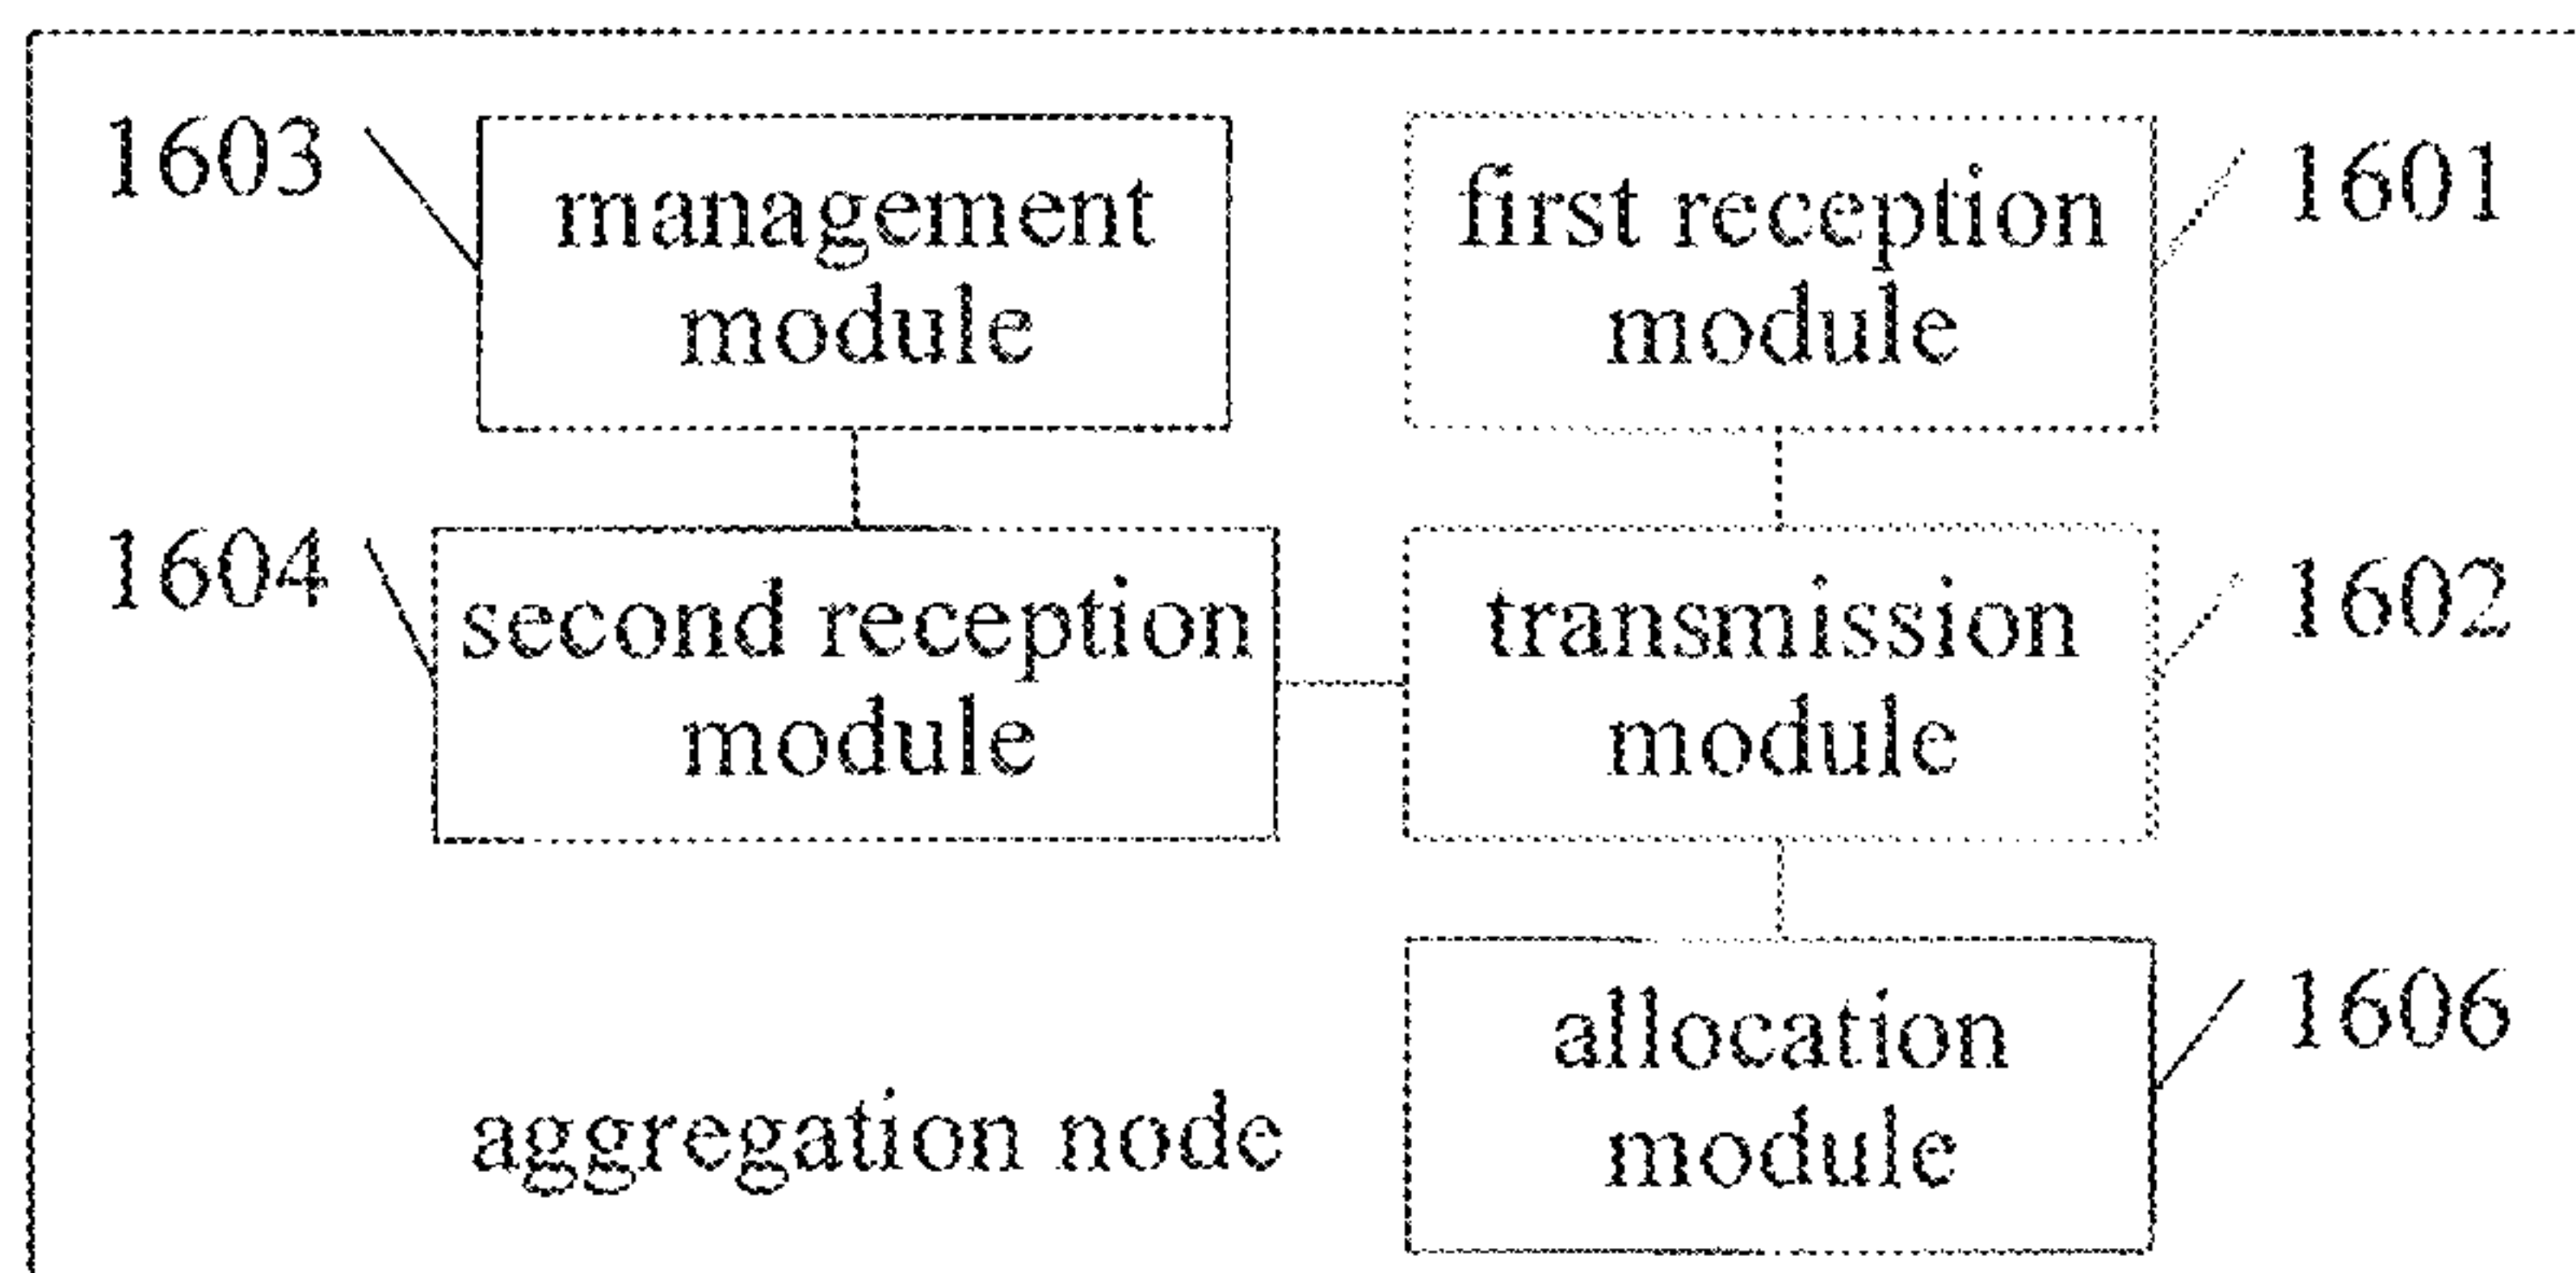 1603
management
module
first reception
module
1601
1604
second reception
module
transmission
module
1602
allocation
module
1606
aggregation node